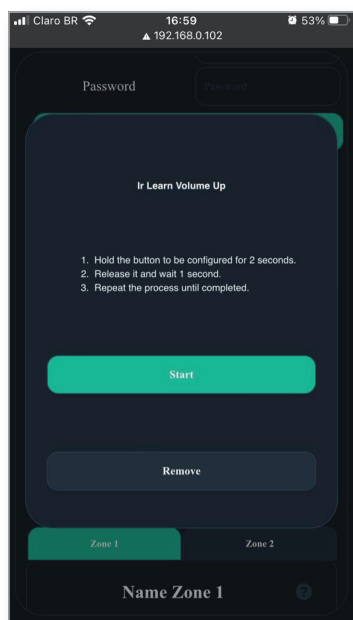 Claro BR 16:59 53%
▲ 192.168.0.102
Password Password
Ir Learn Volume Up
1. Hold the button to be configured for 2 seconds.
2. Release it and wait 1 second.
3. Repeat the process until completed.
Start
Remove
Zone 1 Zone 2
Name Zone 1 ?